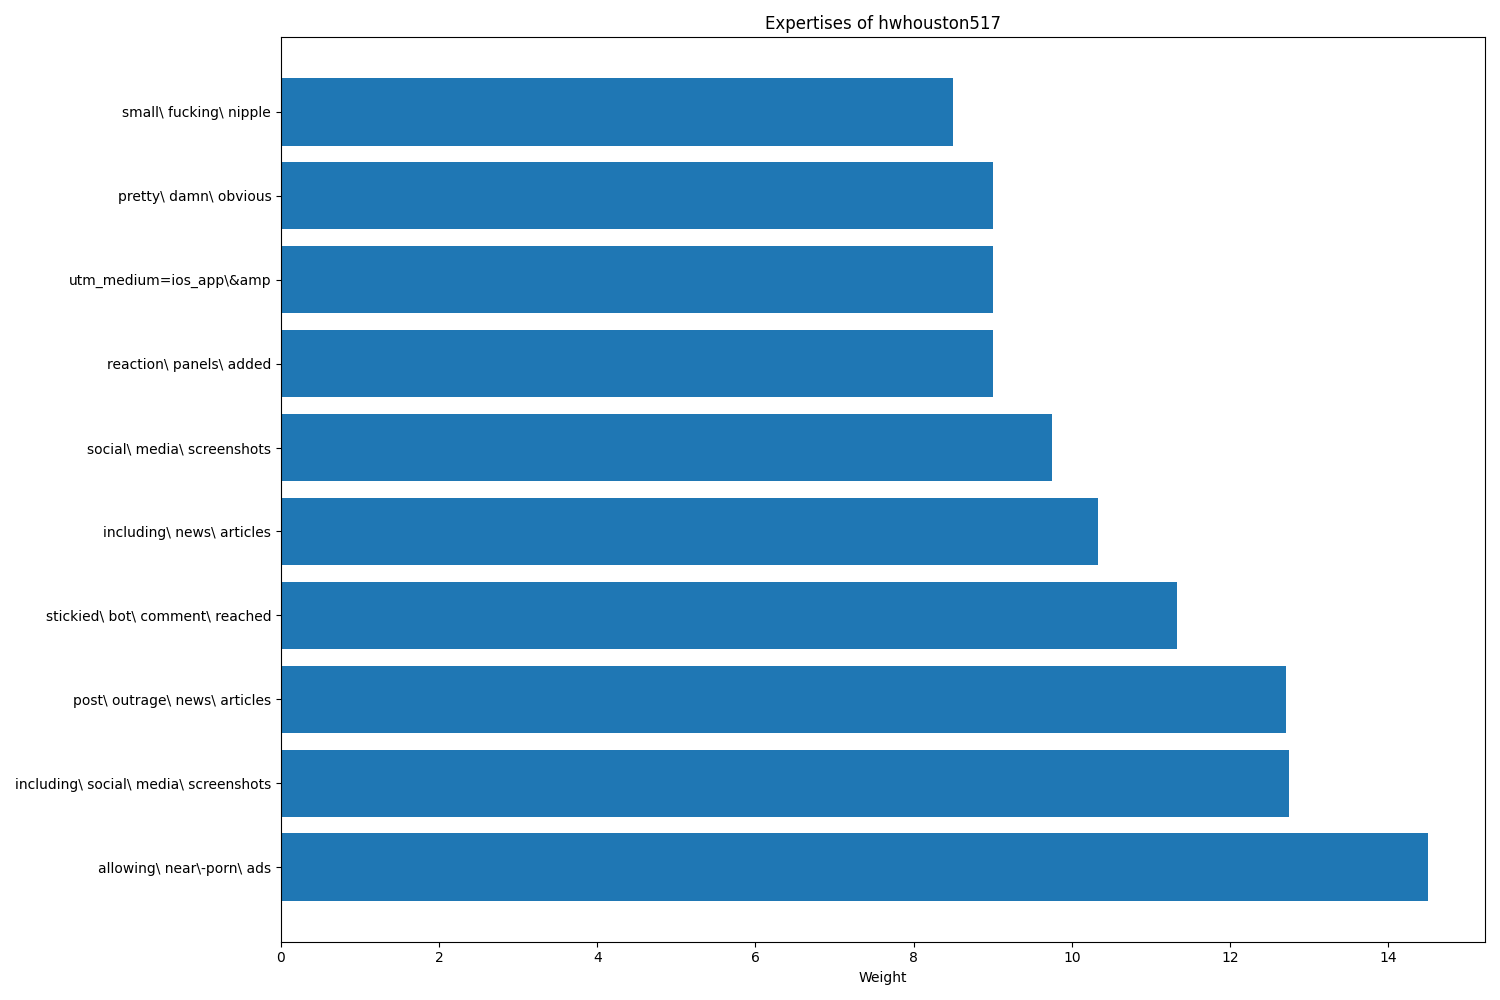 Expertises of hwhouston517
small\ fucking\ nipple
pretty\ damn\ obvious
utm_medium=ios_app\&amp
reaction\ panels\ added
social\ media\ screenshots
including\ news\ articles
stickied\ bot\ comment\ reached
post\ outrage\ news\ articles
including\ social\ media\ screenshots
allowing\ near\-porn\ ads
0 2 4 6 8 10 12 14
Weight